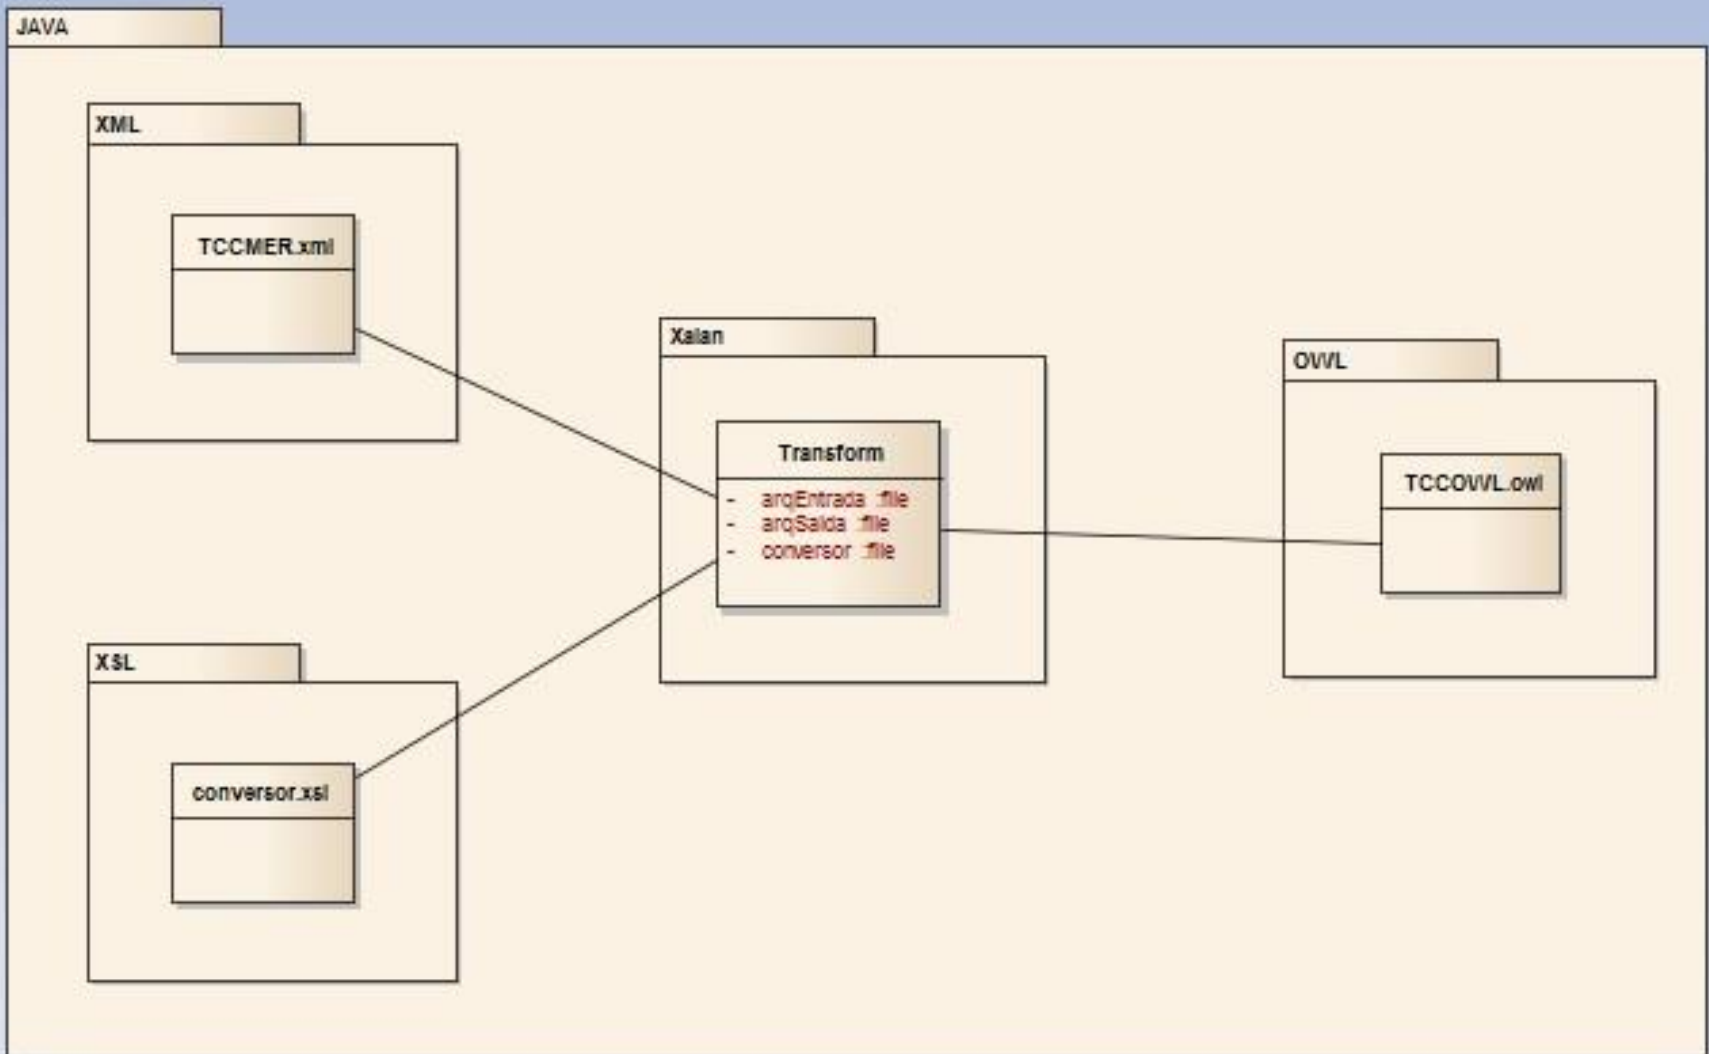 JAVA
XML
TCCMER.xml
Xalan
Transform
- arqEntrada :file
- arqSaida :file
- conversor :file
OWL
TCCOWL.owl
XSL
conversor.xsl